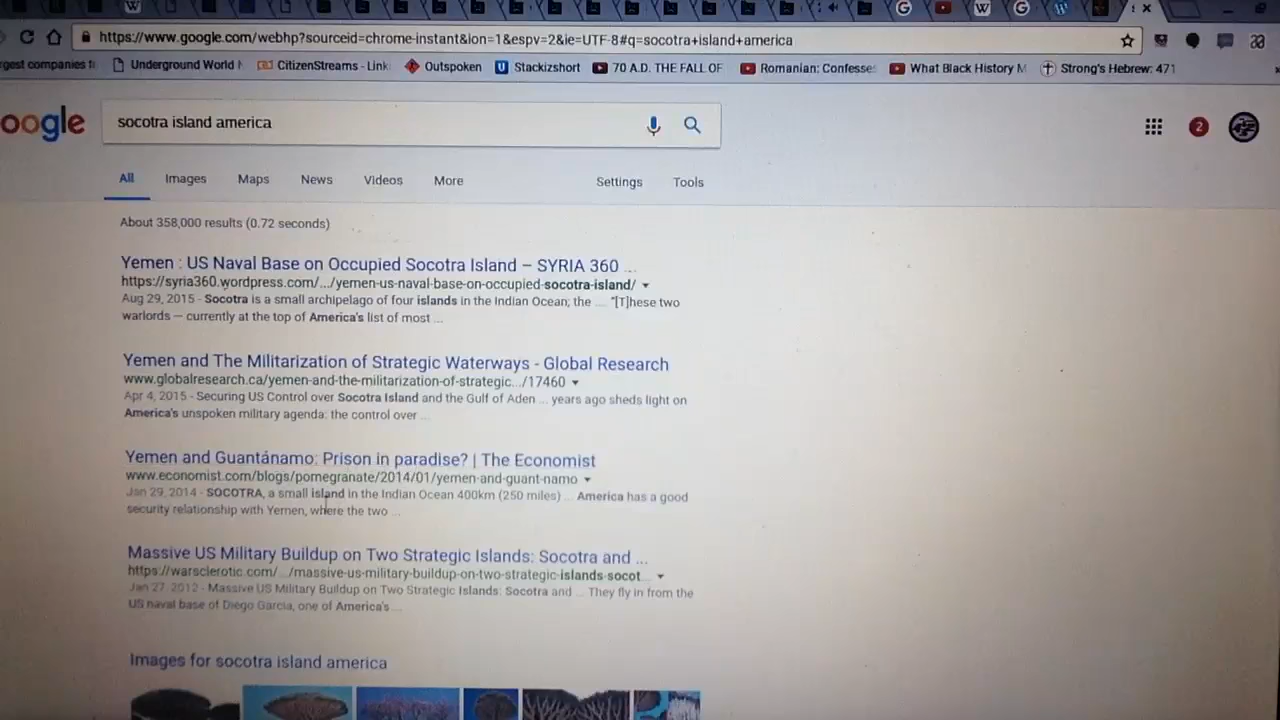 W G W G
https://www.google.com/webhp?sourceid=chrome-instant&ion=1&espv=2&ie=UTF-8#q=socotra+island+america
rgest companies Underground World CitizenStreams - Link Outspoken U Stackizshort 70 A.D. THE FALL OF Romanian: Confesse What Black History M Strong's Hebrew: 471
oogle socotra island america 2
All Images Maps News Videos More Settings Tools
About 358,000 results (0.72 seconds)
Yemen : US Naval Base on Occupied Socotra Island – SYRIA 360 ...
https://syria360.wordpress.com/.../yemen-us-naval-base-on-occupied-socotra-island/
Aug 29, 2015 - Socotra is a small archipelago of four islands in the Indian Ocean; the ... "[T]hese two
warlords — currently at the top of America's list of most ...
Yemen and The Militarization of Strategic Waterways - Global Research
www.globalresearch.ca/yemen-and-the-militarization-of-strategic.../17460
Apr 4, 2015 - Securing US Control over Socotra Island and the Gulf of Aden ... years ago sheds light on
America's unspoken military agenda: the control over ...
Yemen and Guantánamo: Prison in paradise? | The Economist
www.economist.com/blogs/pomegranate/2014/01/yemen-and-guant-namo
Jan 29, 2014 - SOCOTRA, a small island in the Indian Ocean 400km (250 miles) ... America has a good
security relationship with Yemen, where the two ...
Massive US Military Buildup on Two Strategic Islands: Socotra and ...
https://warsclerotic.com/.../massive-us-military-buildup-on-two-strategic-islands-socot...
Jan 27, 2012 - Massive US Military Buildup on Two Strategic Islands: Socotra and ... They fly in from the
US naval base of Diego Garcia, one of America's ...
Images for socotra island america